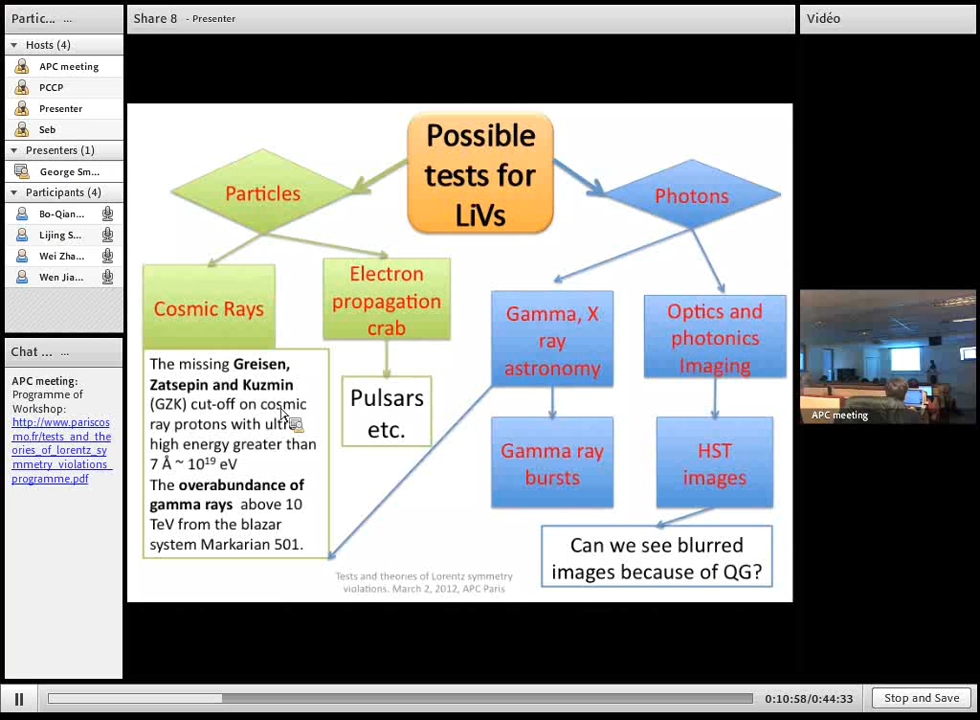 Partic... ...
Hosts (4)
APC meeting
PCCP
Presenter
Seb
Presenters (1)
George Sm...
Participants (4)
Bo-Qian...
Lijing S...
Wei Zha...
Wen Jia...
Chat ... ...
APC meeting:
Programme of
Workshop:
http://www.pariscos
mo.fr/tests_and_the
ories_of_lorentz_sy
mmetry_violations_
programme.pdf
Share 8 - Presenter
Possible
tests for
LiVs
Particles
Photons
Cosmic Rays
Electron
propagation
crab
Gamma, X
ray
astronomy
Optics and
photonics
Imaging
The missing Greisen,
Zatsepin and Kuzmin
(GZK) cut-off on cosmic
ray protons with ultra
high energy greater than
7 Å ~ 10¹⁹ eV
The overabundance of
gamma rays above 10
TeV from the blazar
system Markarian 501.
Pulsars
etc.
Gamma ray
bursts
HST
images
Can we see blurred
images because of QG?
Tests and theories of Lorentz symmetry
violations. March 2, 2012, APC Paris
Vidéo
APC meeting
0:10:58/0:44:33
Stop and Save